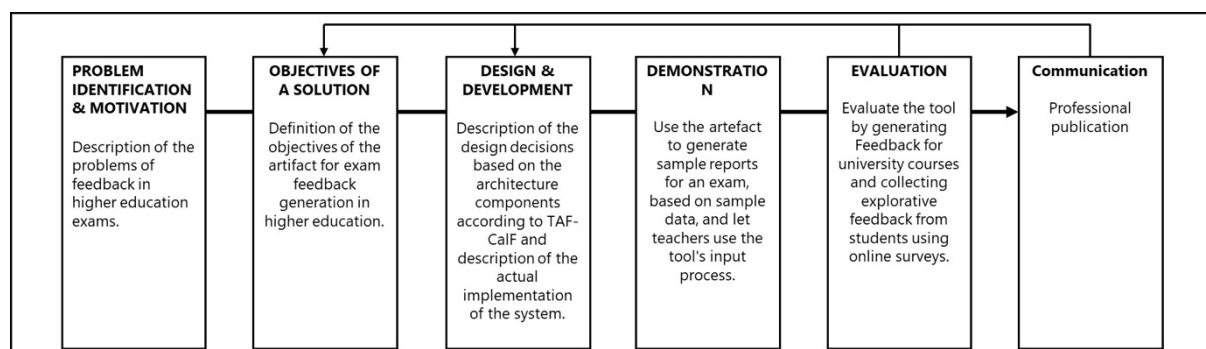 PROBLEM
IDENTIFICATION
& MOTIVATION
Description of the
problems of
feedback in
higher education
exams.
OBJECTIVES OF
A SOLUTION
Definition of the
objectives of the
artifact for exam
feedback
generation in
higher education.
DESIGN &
DEVELOPMENT
Description of the
design decisions
based on the
architecture
components
according to TAF-
CalF and
description of the
actual
implementation
of the system.
DEMONSTRATIO
N
Use the artefact
to generate
sample reports
for an exam,
based on sample
data, and let
teachers use the
tool's input
process.
EVALUATION
Evaluate the tool
by generating
Feedback for
university courses
and collecting
explorative
feedback from
students using
online surveys.
Communication
Professional
publication